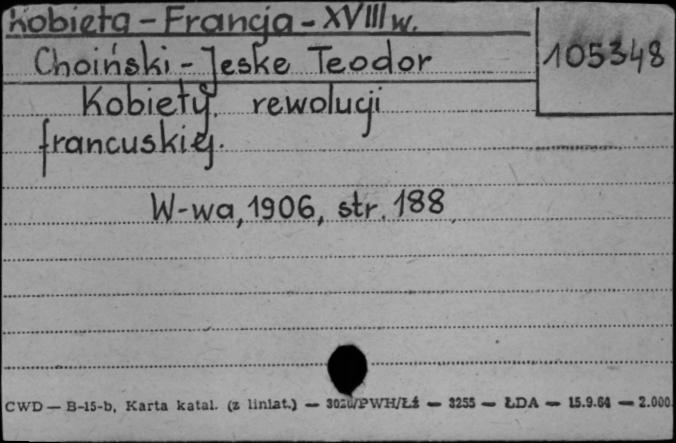 Kobieta - Francja - XVIII w.
105348
Choiński - Jeske Teodor
Kobiety rewolucji
francuskiej.
W-wa, 1906, str. 188
CWD — B-15-b, Karta katal. (z liniat.) — /PWH/Łź — 3255 — ŁDA — 15.9.64 — 2.000